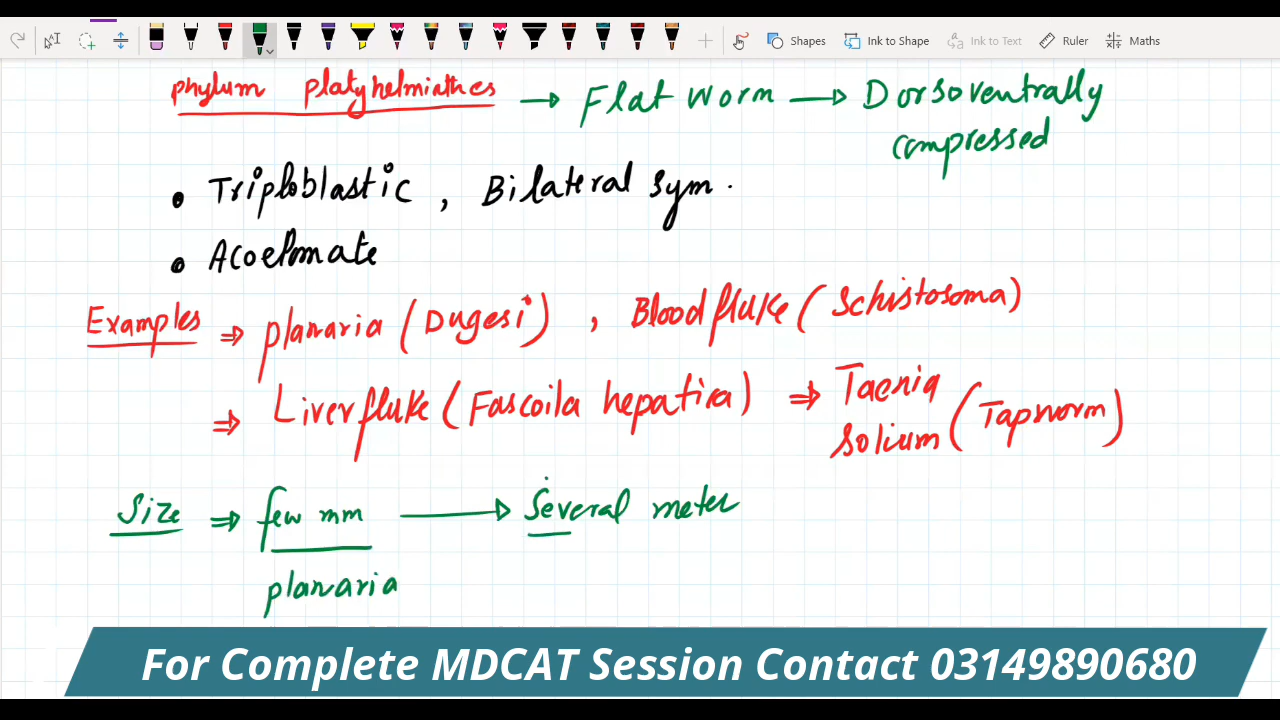 Shapes Ink to Shape Ink to Text Ruler Maths
phylum platyhelminthes → Flat worm → Dorsoventrally
compressed
• Triploblastic, Bilateral sym.
• Acoelomate
Examples ⇒ planaria (Dugesi), Blood fluke (Schistosoma)
⇒ Liver fluke (Fascoila hepatica) ⇒ Taenia
solium (Tapworm)
Size ⇒ few mm → Several meter
planaria
For Complete MDCAT Session Contact 03149890680